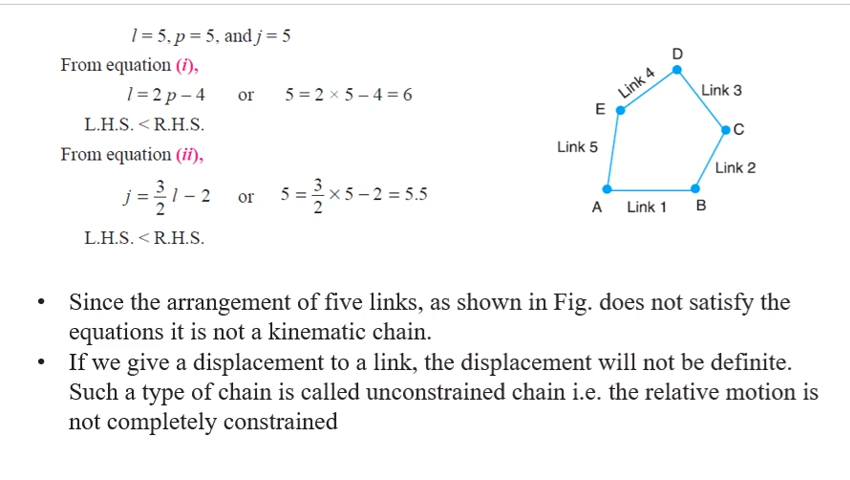 l = 5, p = 5, and j = 5
From equation (i),
l = 2 p – 4 or 5 = 2 × 5 – 4 = 6
L.H.S. < R.H.S.
From equation (ii),
j = 3/2 l – 2 or 5 = 3/2 × 5 – 2 = 5.5
L.H.S. < R.H.S.
D
Link 4
Link 3
E
C
Link 5
Link 2
A Link 1 B
• Since the arrangement of five links, as shown in Fig. does not satisfy the
equations it is not a kinematic chain.
• If we give a displacement to a link, the displacement will not be definite.
Such a type of chain is called unconstrained chain i.e. the relative motion is
not completely constrained